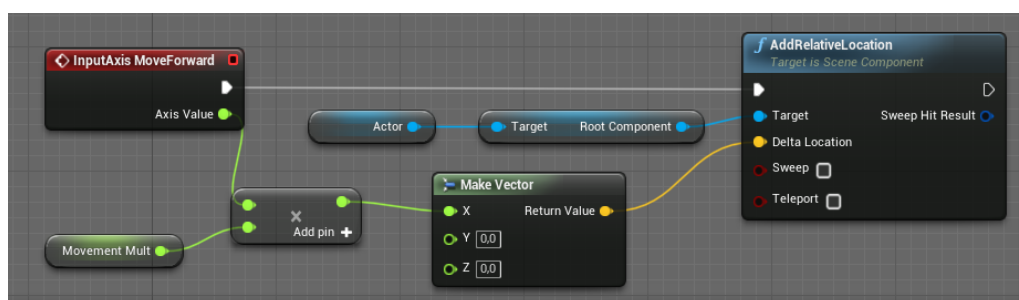 InputAxis MoveForward
Axis Value
Movement Mult
×
Add pin +
Actor
Target Root Component
Make Vector
X Return Value
Y 0,0
Z 0,0
f AddRelativeLocation
Target is Scene Component
Target Sweep Hit Result
Delta Location
Sweep
Teleport